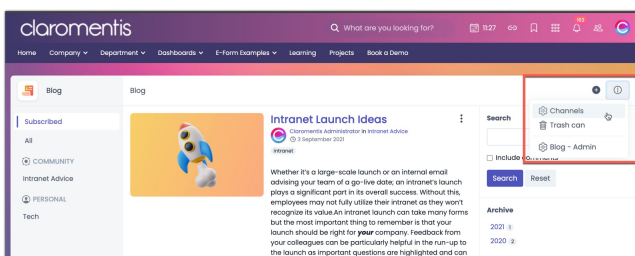 claromentis
What are you looking for?
11:27
193
Home Company Department Dashboards E-Form Examples Learning Projects Book a Demo
Blog
Blog
Subscribed
All
COMMUNITY
Intranet Advice
PERSONAL
Tech
Intranet Launch Ideas
Claromentis Administrator in Intranet Advice
3 September 2021
intranet
Whether it's a large-scale launch or an internal email
advising your team of a go-live date; an intranet's launch
plays a significant part in its overall success. Without this,
employees may not fully utilize their intranet as they won't
recognize its value.An intranet launch can take many forms
but the most important thing to remember is that your
launch should be right for your company. Feedback from
your colleagues can be particularly helpful in the run-up to
the launch as important questions are highlighted and can
Channels
Trash can
Blog - Admin
Search
Include comments
Search Reset
Archive
2021 1
2020 2